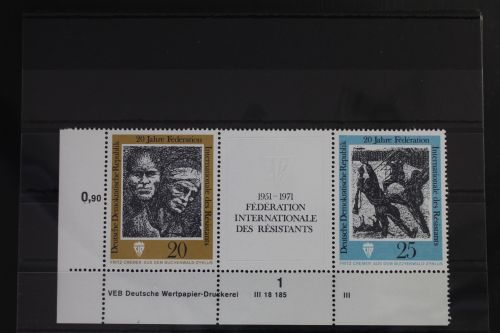 0,90
20 Jahre Fédération
Deutsche Demokratische Republik
Internationale des Résistants
20
FRITZ CREMER AUS DEM BUCHENWALD-ZYKLUS
1951–1971
FÉDÉRATION
INTERNATIONALE
DES RÉSISTANTS
20 Jahre Fédération
Deutsche Demokratische Republik
Internationale des Résistants
25
FRITZ CREMER AUS DEM BUCHENWALD-ZYKLUS
1
VEB Deutsche Wertpapier-Druckerei III 18 185
III